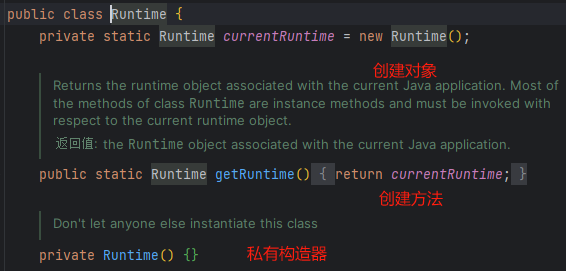 public class Runtime {
private static Runtime currentRuntime = new Runtime();
创建对象
Returns the runtime object associated with the current Java application. Most of
the methods of class Runtime are instance methods and must be invoked with
respect to the current runtime object.
返回值: the Runtime object associated with the current Java application.
public static Runtime getRuntime() { return currentRuntime; }
创建方法
Don't let anyone else instantiate this class
private Runtime() {}
私有构造器